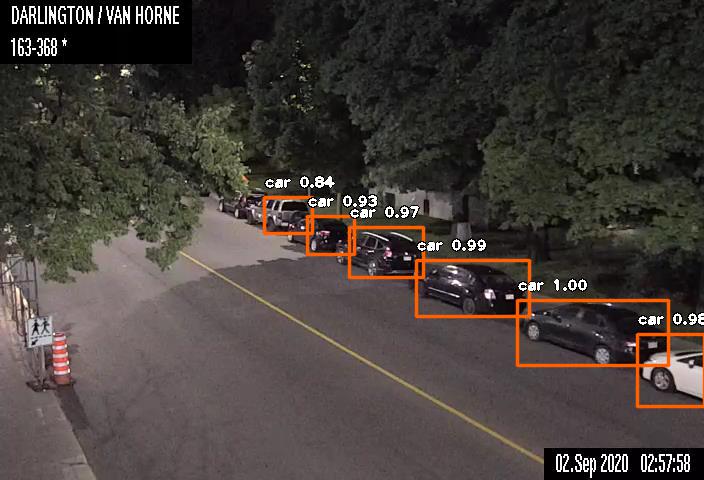 DARLINGTON / VAN HORNE
163-368 *
car 0.84
car 0.93
car 0.97
car 0.99
car 1.00
car 0.98
02.Sep 2020 02:57:58